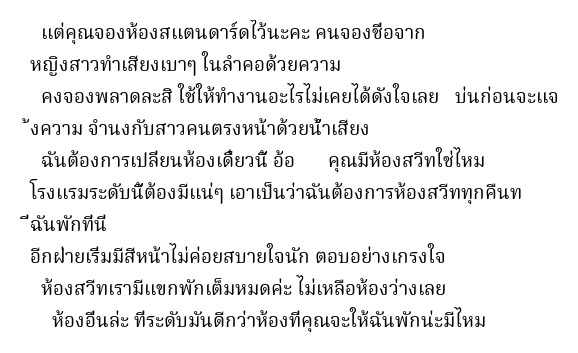 แต่คุณจองห้องสแตนดาร์ดไว้นะคะ คนจองชื่อจาก
หญิงสาวทำเสียงเบาๆ ในลำคอด้วยความ
คงจองพลาดละสิ ใช้ให้ทำงานอะไรไม่เคยได้ดังใจเลย บ่นก่อนจะแจ
้งความ จำนงกับสาวคนตรงหน้าด้วยน้ำเสียง
ฉันต้องการเปลี่ยนห้องเดี๋ยวนี้ อ้อ คุณมีห้องสวีทใช่ไหม
โรงแรมระดับนี้ต้องมีแน่ๆ เอาเป็นว่าฉันต้องการห้องสวีททุกคืนท
ี่ฉันพักที่นี่
อีกฝ่ายเริ่มมีสีหน้าไม่ค่อยสบายใจนัก ตอบอย่างเกรงใจ
ห้องสวีทเรามีแขกพักเต็มหมดค่ะ ไม่เหลือห้องว่างเลย
ห้องอื่นล่ะ ที่ระดับมันดีกว่าห้องที่คุณจะให้ฉันพักน่ะมีไหม